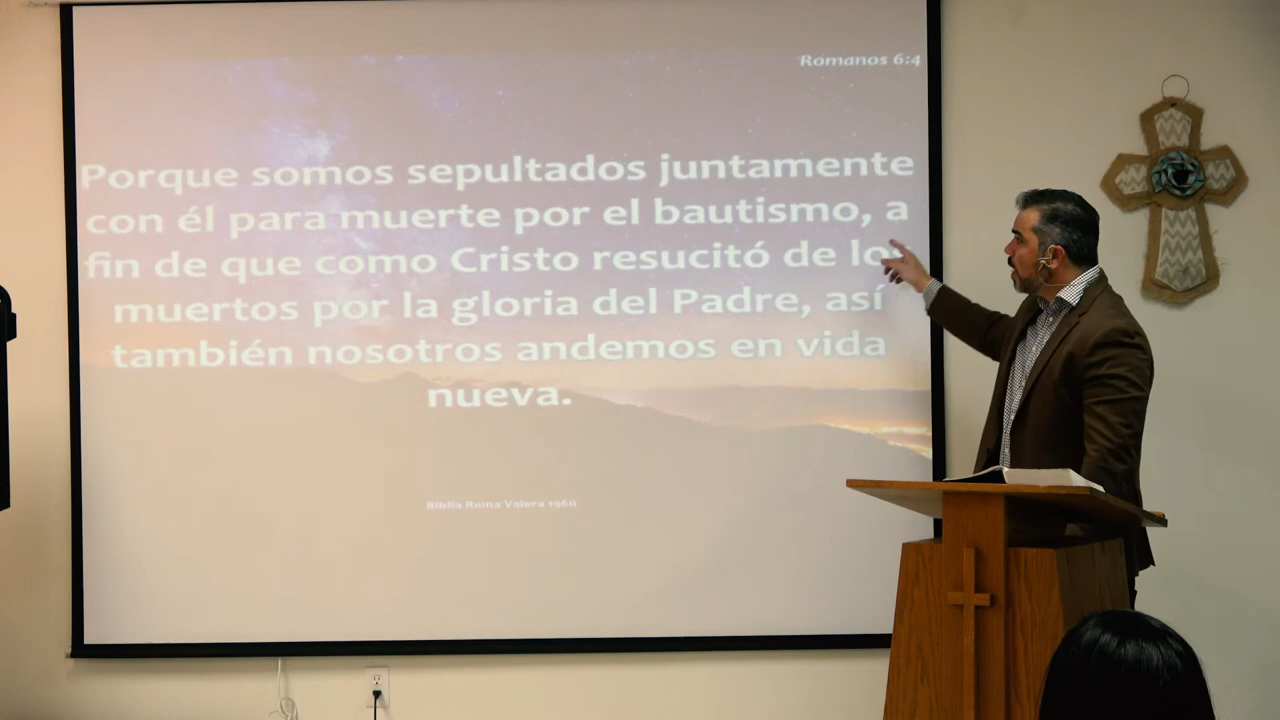 Romanos 6:4
Porque somos sepultados juntamente
con él para muerte por el bautismo, a
fin de que como Cristo resucitó de los
muertos por la gloria del Padre, así
también nosotros andemos en vida
nueva.
Biblia Reina Valera 1960